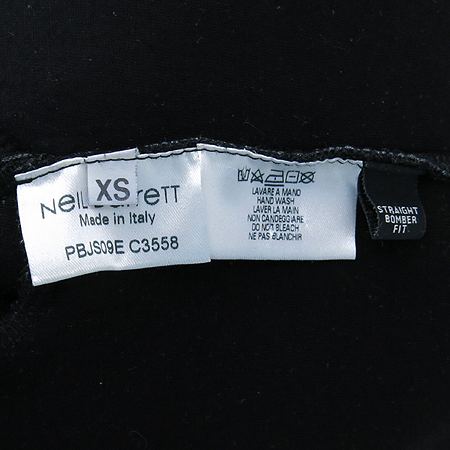 NEIL BARRETT
XS
Made in Italy
PBJS09E C3558
LAVARE A MANO
HAND WASH
LAVER LA MAIN
NON CANDEGGIARE
DO NOT BLEACH
NE PAS BLANCHIR
STRAIGHT
BOMBER
FIT